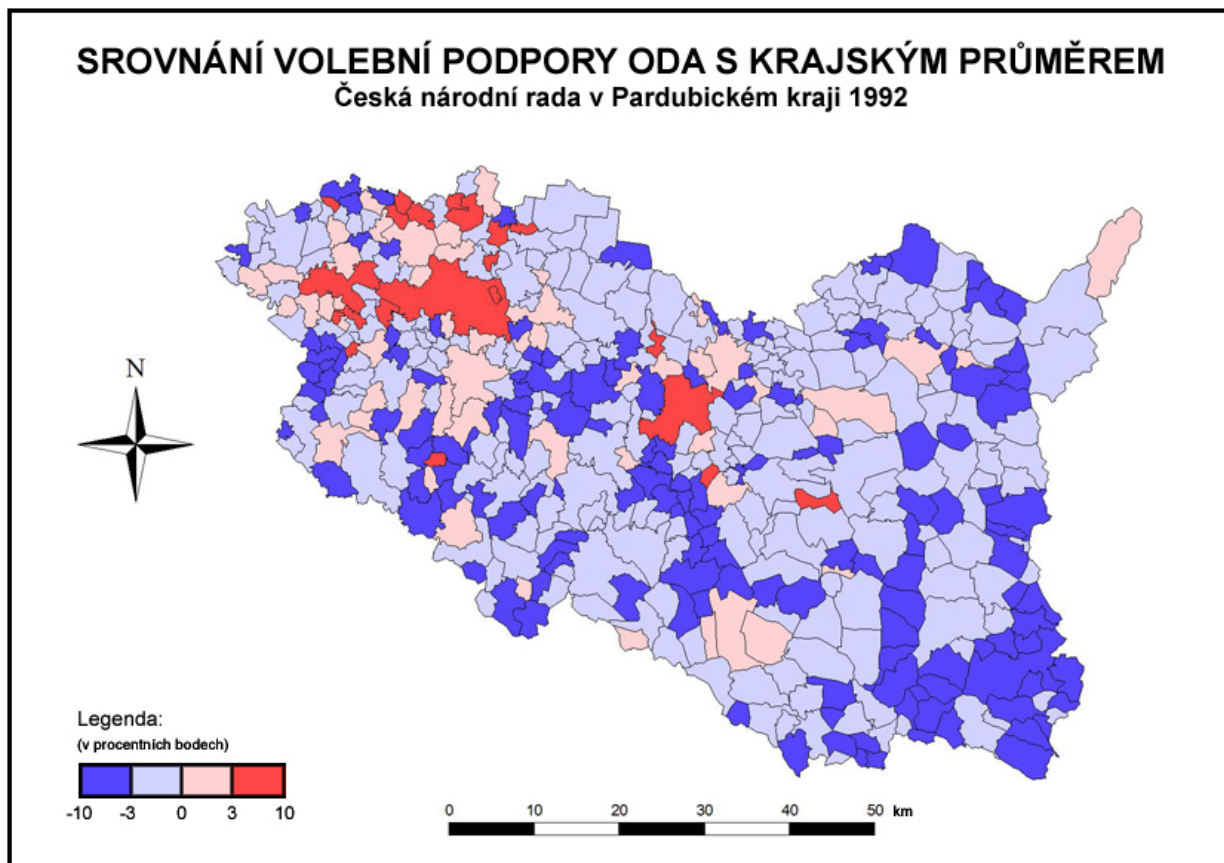 SROVNÁNÍ VOLEBNÍ PODPORY ODA S KRAJSKÝM PRŮMĚREM
Česká národní rada v Pardubickém kraji 1992
N
Legenda:
(v procentních bodech)
-10 -3 0 3 10
0 10 20 30 40 50 km